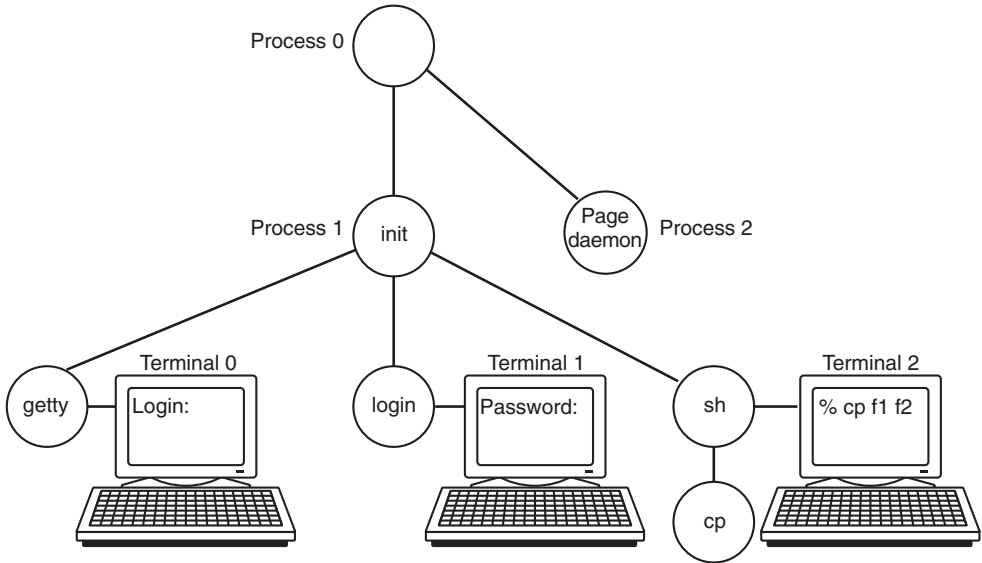 Process 0
Process 1
init
Page
daemon
Process 2
Terminal 0
Terminal 1
Terminal 2
getty
Login:
login
Password:
sh
% cp f1 f2
cp